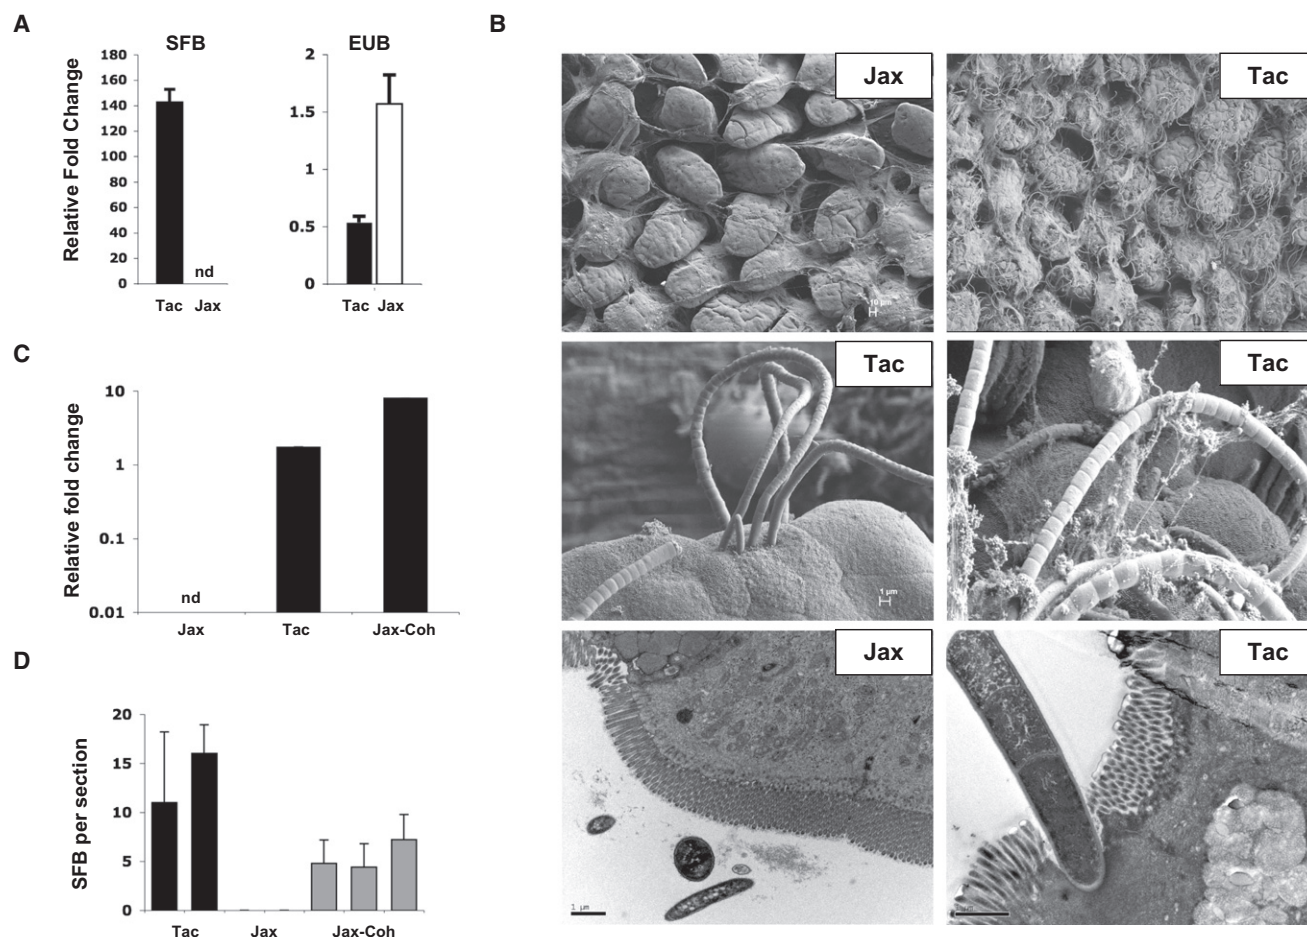 A
SFB
EUB
Relative Fold Change
180
160
140
120
100
80
60
40
20
0
nd
Tac Jax
2
1.5
1
0.5
0
Tac Jax
B
Jax
10 µm
Tac
Tac
1 µm
Tac
Jax
1 µm
Tac
C
Relative fold change
10
1
0.1
0.01
nd
Jax Tac Jax-Coh
D
SFB per section
20
15
10
5
0
Tac Jax Jax-Coh